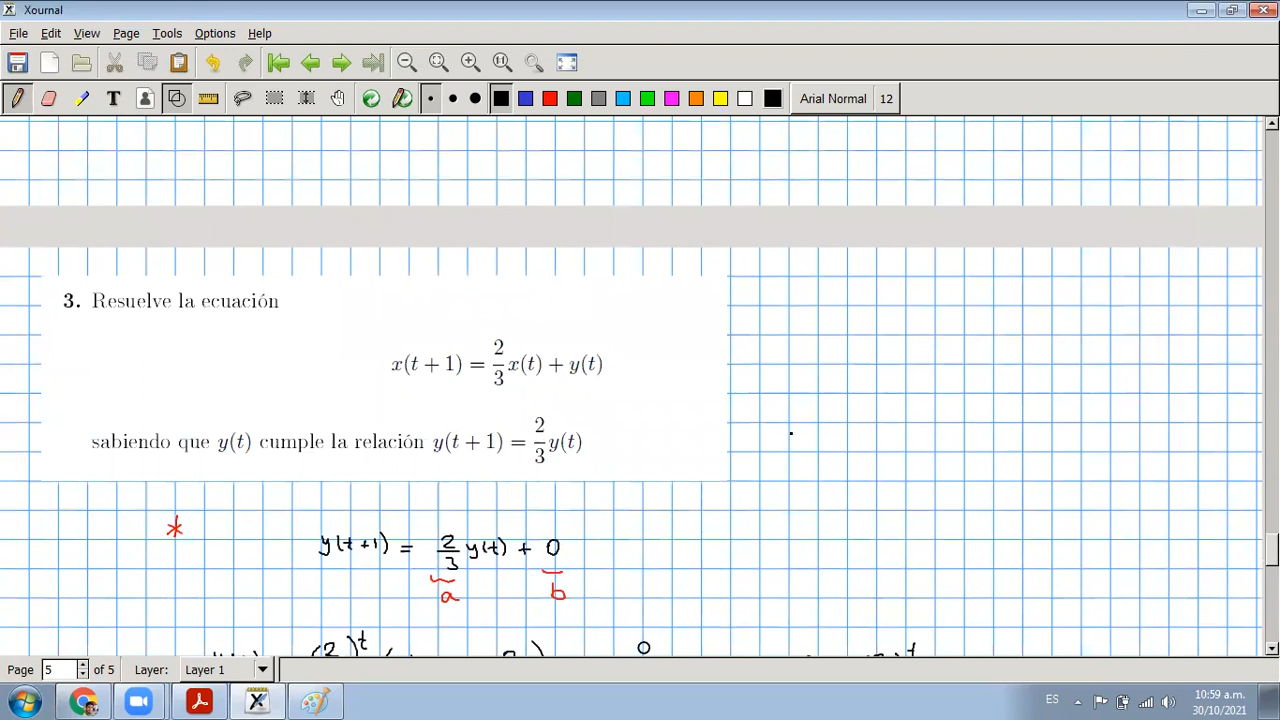 Xournal
File Edit View Page Tools Options Help
Arial Normal 12
3. Resuelve la ecuación
x(t + 1) = 2/3 x(t) + y(t)
sabiendo que y(t) cumple la relación y(t + 1) = 2/3 y(t)
*
y(t+1) = 2/3 y(t) + 0
a b
Page 5 of 5 Layer: Layer 1
ES 10:59 a.m.
30/10/2021